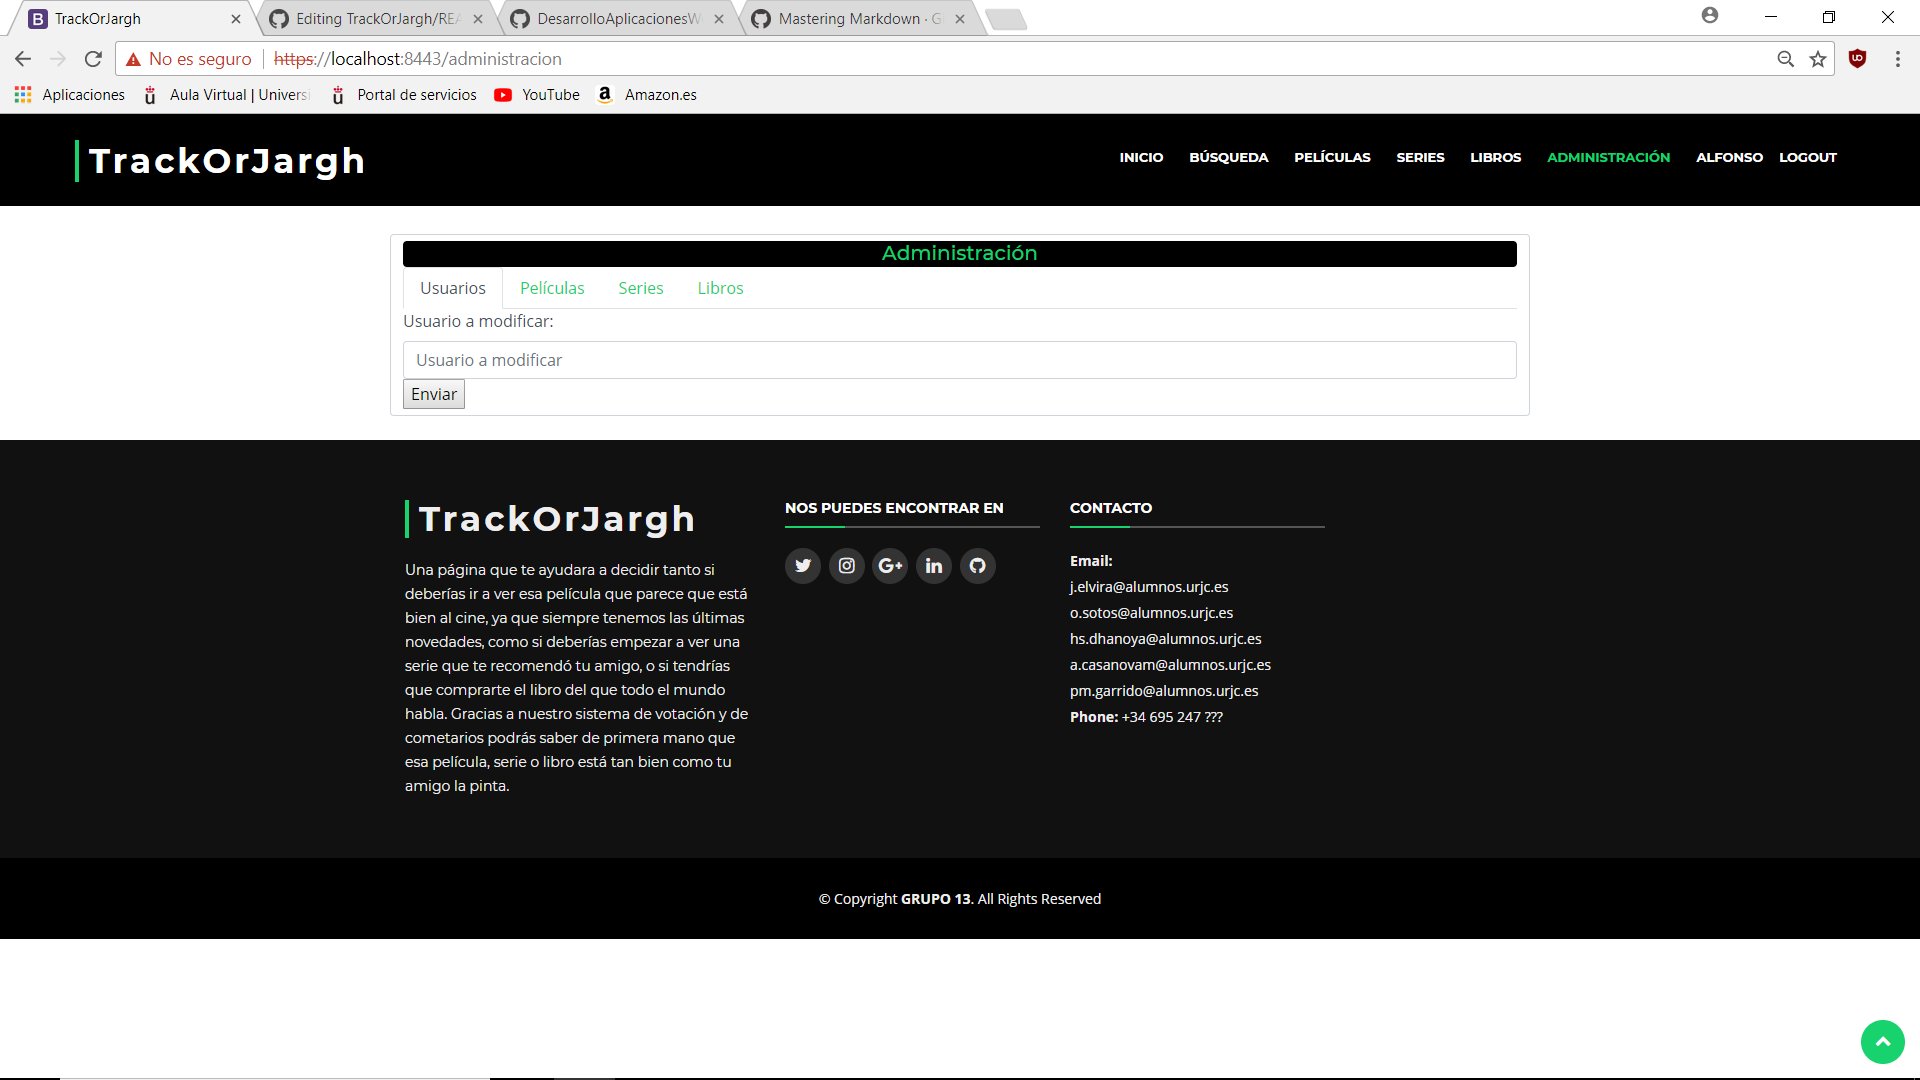 TrackOrJargh
Editing TrackOrJargh/REA
DesarrolloAplicacionesW
Mastering Markdown · G
No es seguro
https://localhost:8443/administracion
Aplicaciones
Aula Virtual | Universi
Portal de servicios
YouTube
Amazon.es
TrackOrJargh
INICIO
BÚSQUEDA
PELÍCULAS
SERIES
LIBROS
ADMINISTRACIÓN
ALFONSO
LOGOUT
Administración
Usuarios
Películas
Series
Libros
Usuario a modificar:
Usuario a modificar
Enviar
TrackOrJargh
Una página que te ayudara a decidir tanto si
deberías ir a ver esa película que parece que está
bien al cine, ya que siempre tenemos las últimas
novedades, como si deberías empezar a ver una
serie que te recomendó tu amigo, o si tendrías
que comprarte el libro del que todo el mundo
habla. Gracias a nuestro sistema de votación y de
cometarios podrás saber de primera mano que
esa película, serie o libro está tan bien como tu
amigo la pinta.
NOS PUEDES ENCONTRAR EN
CONTACTO
Email:
j.elvira@alumnos.urjc.es
o.sotos@alumnos.urjc.es
hs.dhanoya@alumnos.urjc.es
a.casanovam@alumnos.urjc.es
pm.garrido@alumnos.urjc.es
Phone: +34 695 247 ???
© Copyright GRUPO 13. All Rights Reserved